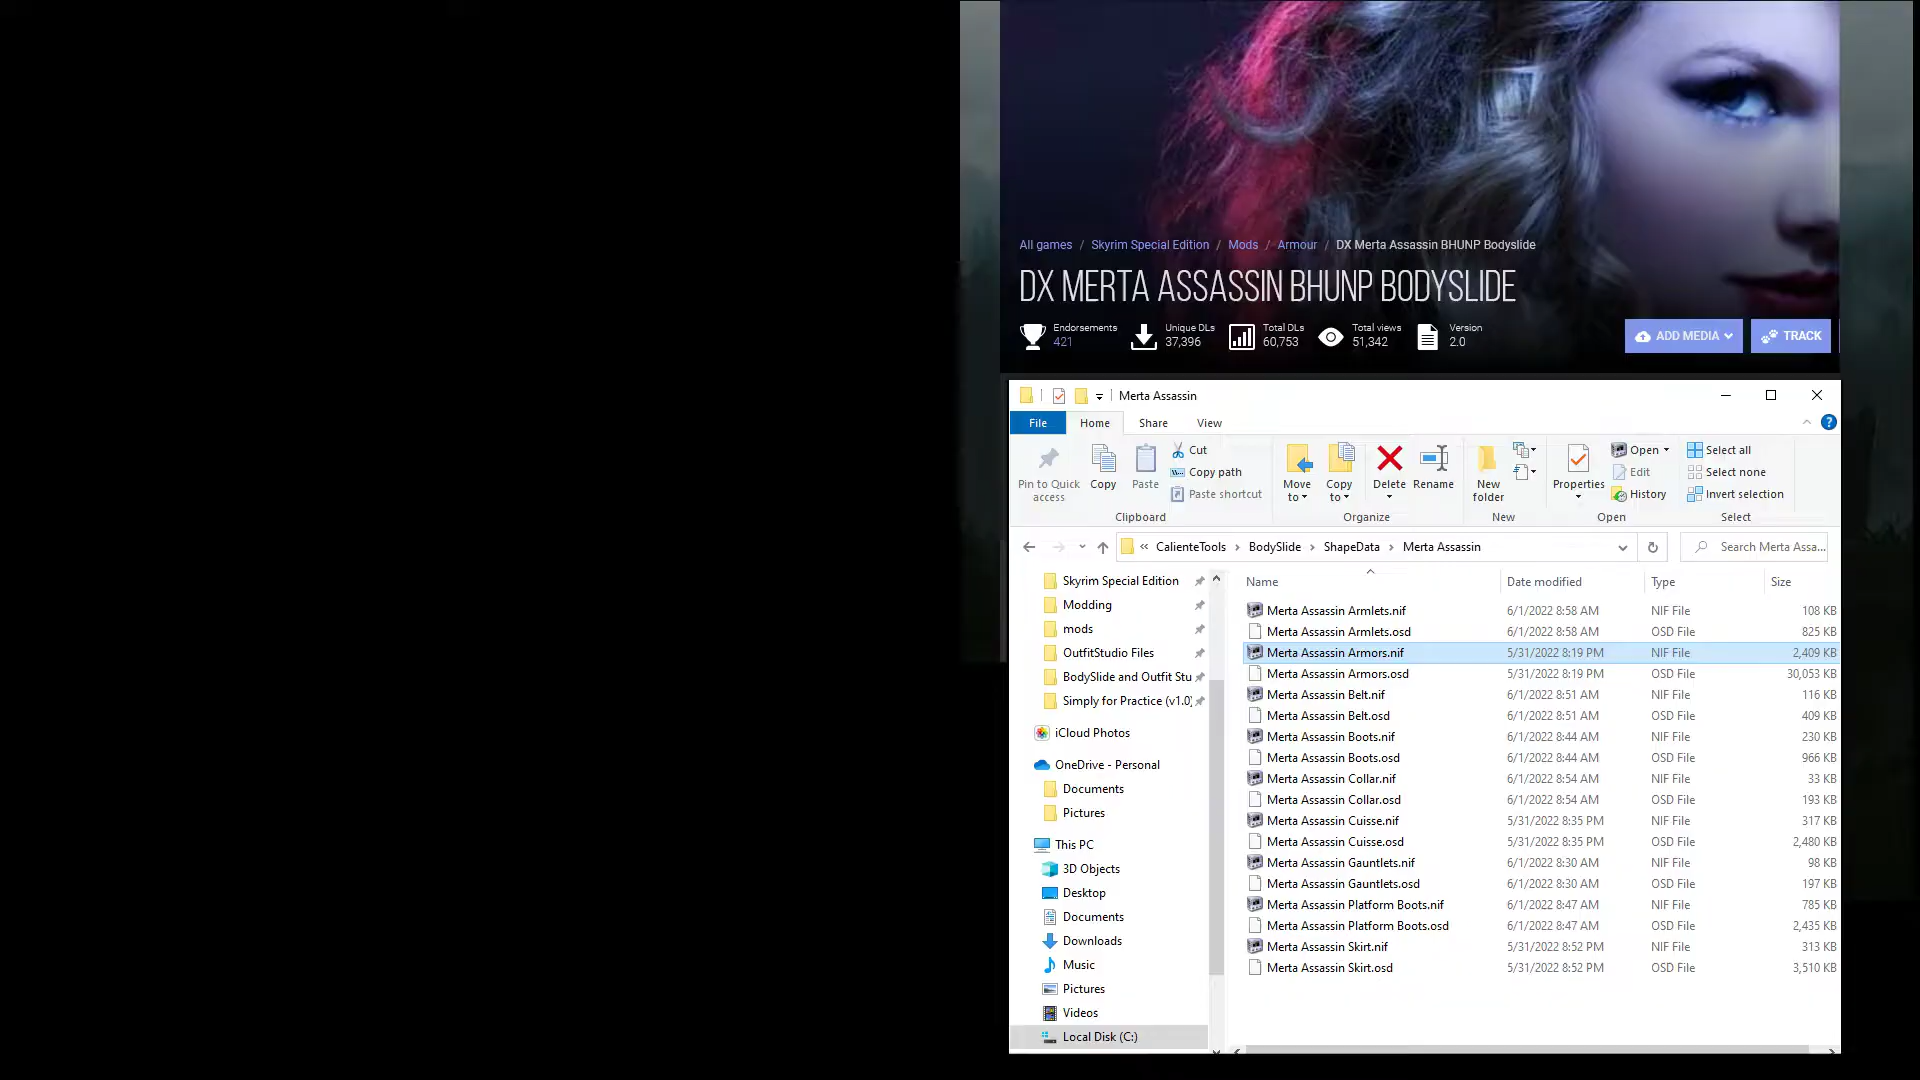 All games / Skyrim Special Edition / Mods / Armour / DX Merta Assassin BHUNP Bodyslide
DX MERTA ASSASSIN BHUNP BODYSLIDE
Endorsements 421 Unique DLs 37,396 Total DLs 60,753 Total views 51,342 Version 2.0
ADD MEDIA TRACK
Merta Assassin
File Home Share View
Pin to Quick access
Copy
Paste
Cut
Copy path
Paste shortcut
Clipboard
Move to
Copy to
Delete
Rename
Organize
New folder
New
Properties
Open
Edit
History
Open
Select all
Select none
Invert selection
Select
« CalienteTools › BodySlide › ShapeData › Merta Assassin
Search Merta Assa...
Skyrim Special Edition
Modding
mods
OutfitStudio Files
BodySlide and Outfit Stu
Simply for Practice (v1.0)
iCloud Photos
OneDrive - Personal
Documents
Pictures
This PC
3D Objects
Desktop
Documents
Downloads
Music
Pictures
Videos
Local Disk (C:)
Name Date modified Type Size
Merta Assassin Armlets.nif 6/1/2022 8:58 AM NIF File 108 KB
Merta Assassin Armlets.osd 6/1/2022 8:58 AM OSD File 825 KB
Merta Assassin Armors.nif 5/31/2022 8:19 PM NIF File 2,409 KB
Merta Assassin Armors.osd 5/31/2022 8:19 PM OSD File 30,053 KB
Merta Assassin Belt.nif 6/1/2022 8:51 AM NIF File 116 KB
Merta Assassin Belt.osd 6/1/2022 8:51 AM OSD File 409 KB
Merta Assassin Boots.nif 6/1/2022 8:44 AM NIF File 230 KB
Merta Assassin Boots.osd 6/1/2022 8:44 AM OSD File 966 KB
Merta Assassin Collar.nif 6/1/2022 8:54 AM NIF File 33 KB
Merta Assassin Collar.osd 6/1/2022 8:54 AM OSD File 193 KB
Merta Assassin Cuisse.nif 5/31/2022 8:35 PM NIF File 317 KB
Merta Assassin Cuisse.osd 5/31/2022 8:35 PM OSD File 2,480 KB
Merta Assassin Gauntlets.nif 6/1/2022 8:30 AM NIF File 98 KB
Merta Assassin Gauntlets.osd 6/1/2022 8:30 AM OSD File 197 KB
Merta Assassin Platform Boots.nif 6/1/2022 8:47 AM NIF File 785 KB
Merta Assassin Platform Boots.osd 6/1/2022 8:47 AM OSD File 2,435 KB
Merta Assassin Skirt.nif 5/31/2022 8:52 PM NIF File 313 KB
Merta Assassin Skirt.osd 5/31/2022 8:52 PM OSD File 3,510 KB